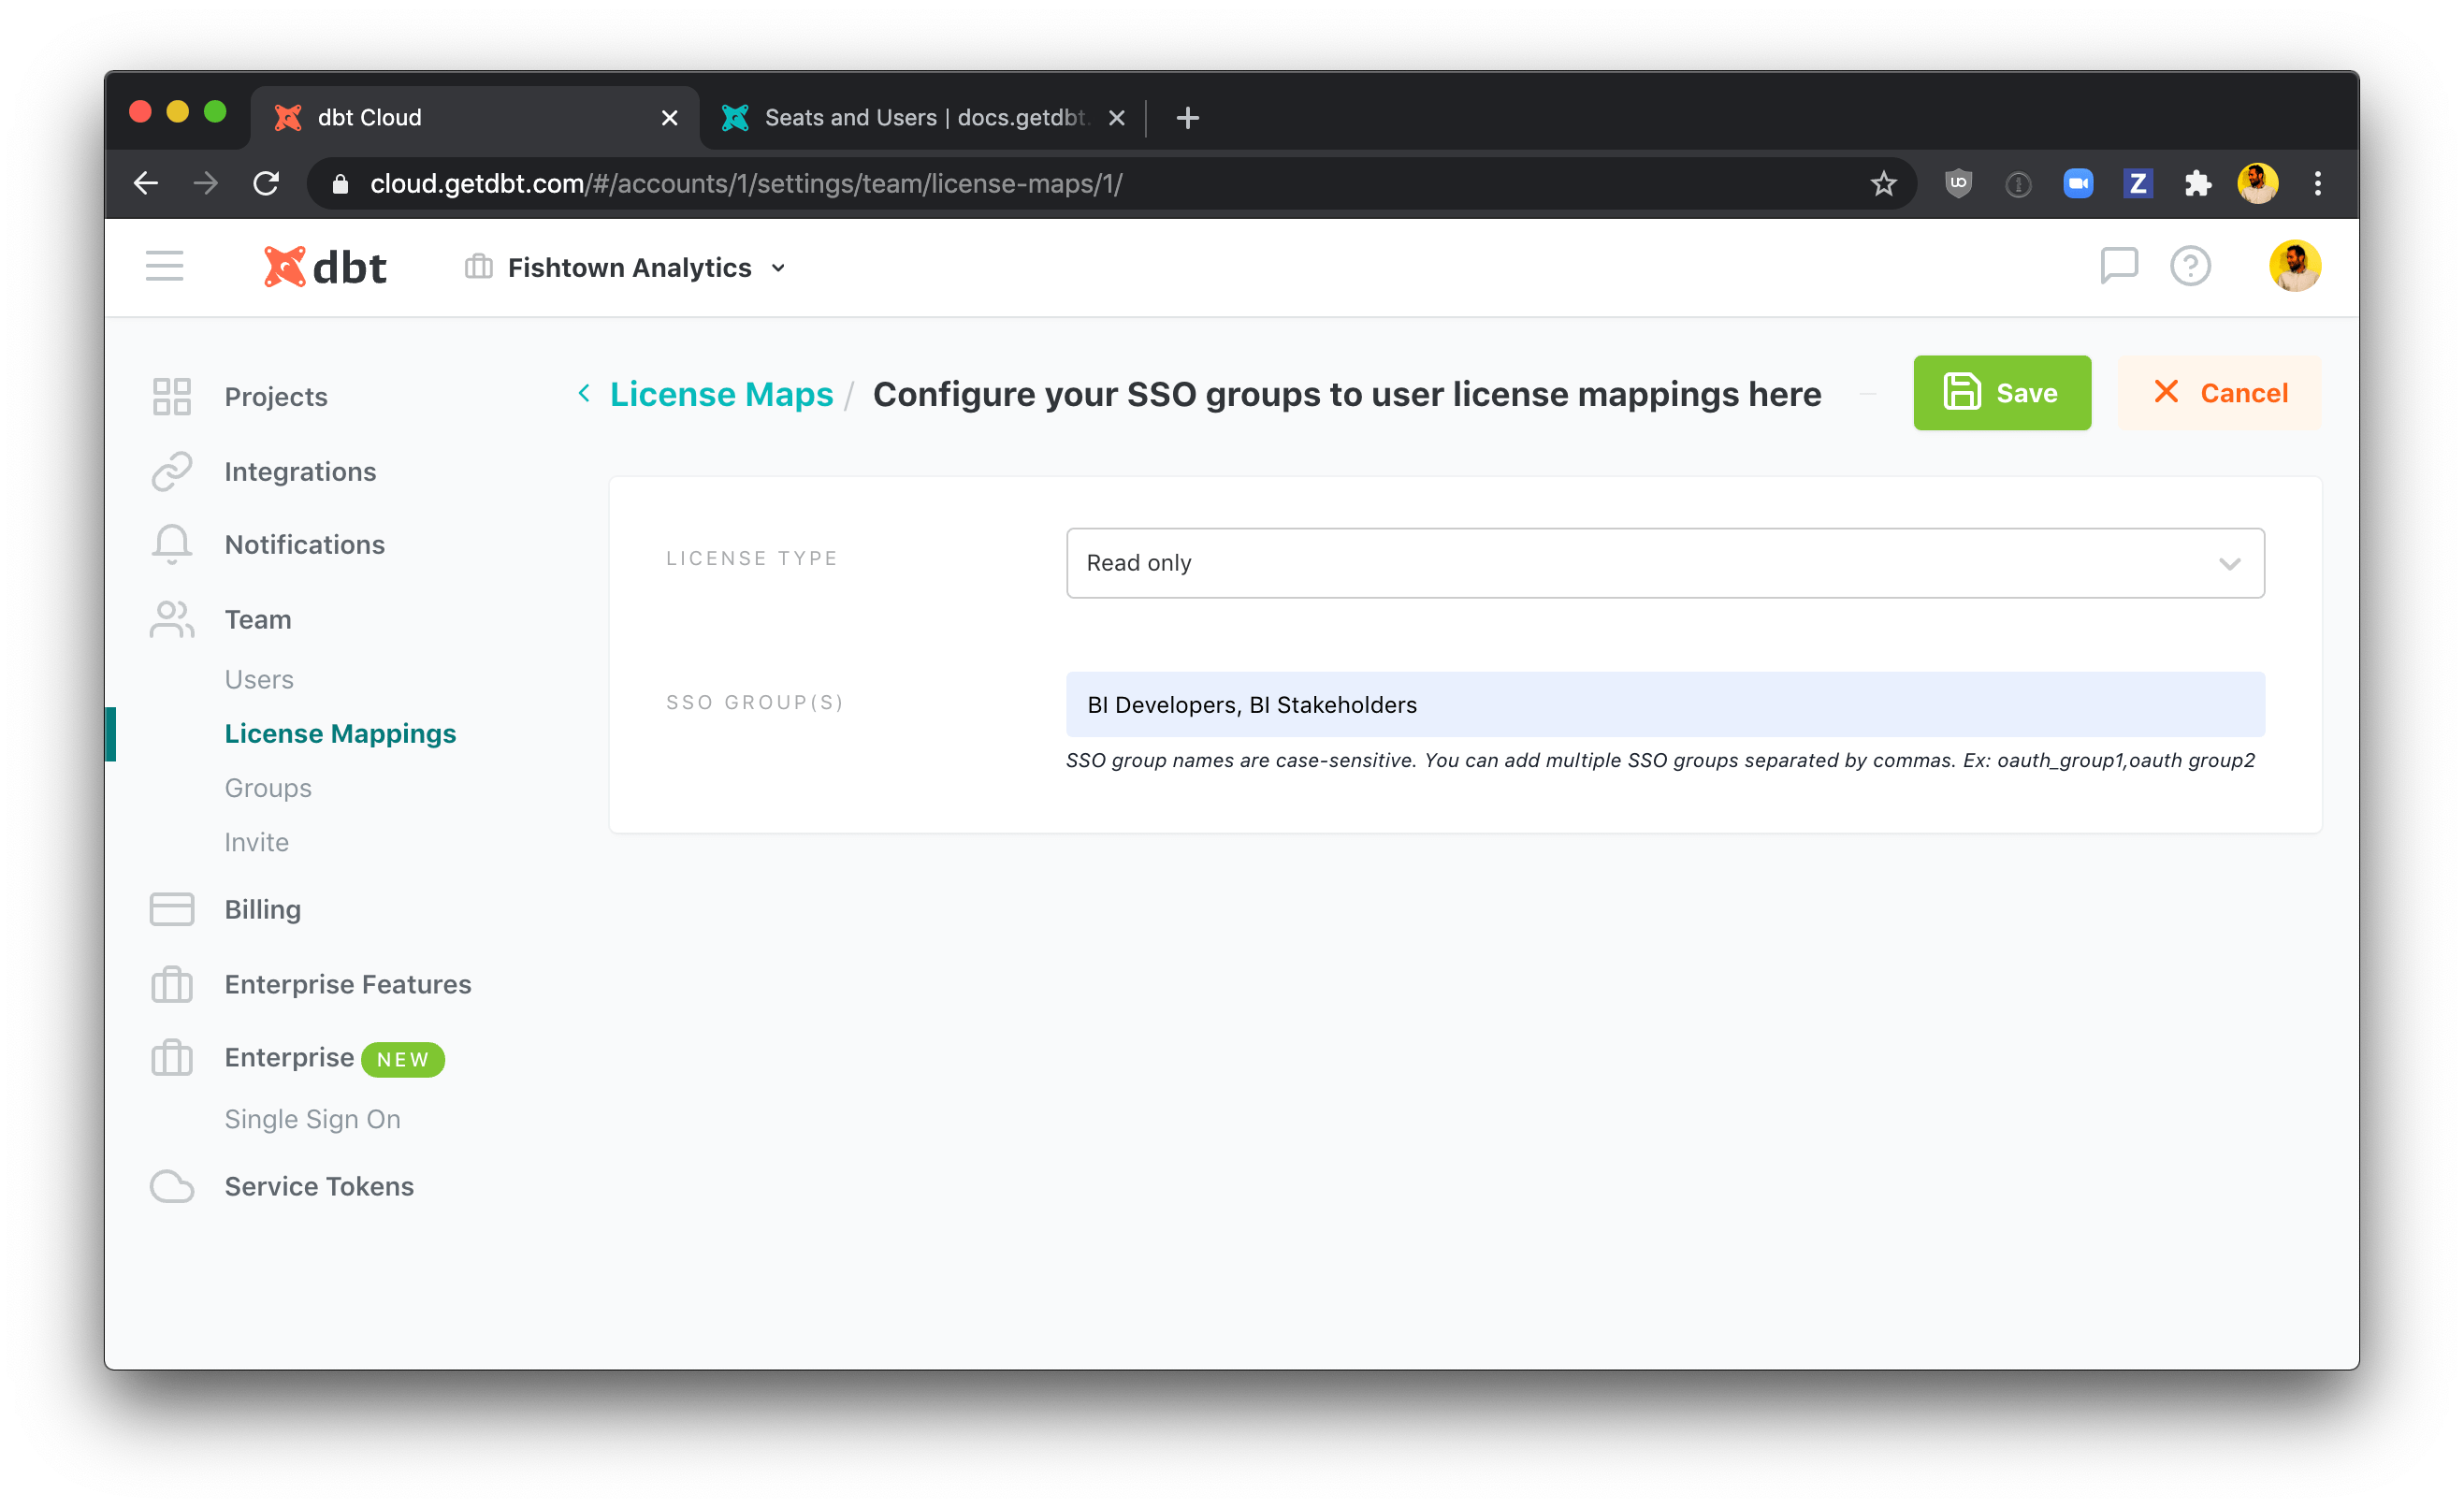 dbt Cloud
Seats and Users | docs.getdbt.
cloud.getdbt.com/#/accounts/1/settings/team/license-maps/1/
dbt
Fishtown Analytics
Projects
Integrations
Notifications
Team
Users
License Mappings
Groups
Invite
Billing
Enterprise Features
Enterprise NEW
Single Sign On
Service Tokens
License Maps / Configure your SSO groups to user license mappings here
Save
Cancel
LICENSE TYPE
Read only
SSO GROUP(S)
BI Developers, BI Stakeholders
SSO group names are case-sensitive. You can add multiple SSO groups separated by commas. Ex: oauth_group1,oauth group2